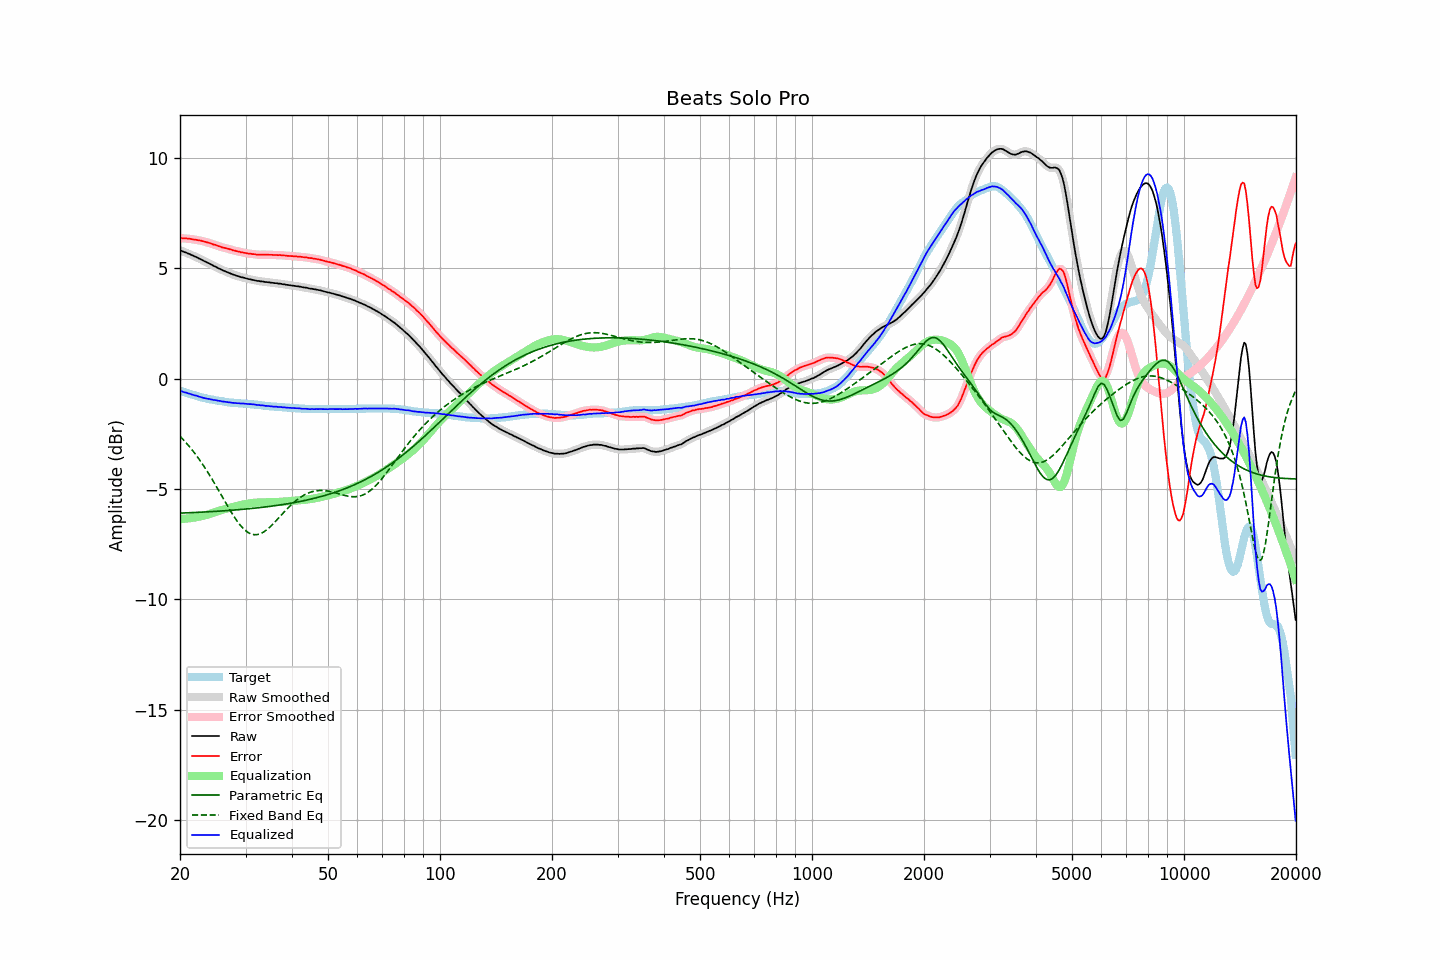 Beats Solo Pro
Amplitude (dBr)
10
5
0
−5
−10
−15
−20
Target
Raw Smoothed
Error Smoothed
Raw
Error
Equalization
Parametric Eq
Fixed Band Eq
Equalized
20 50 100 200 500 1000 2000 5000 10000 20000
Frequency (Hz)